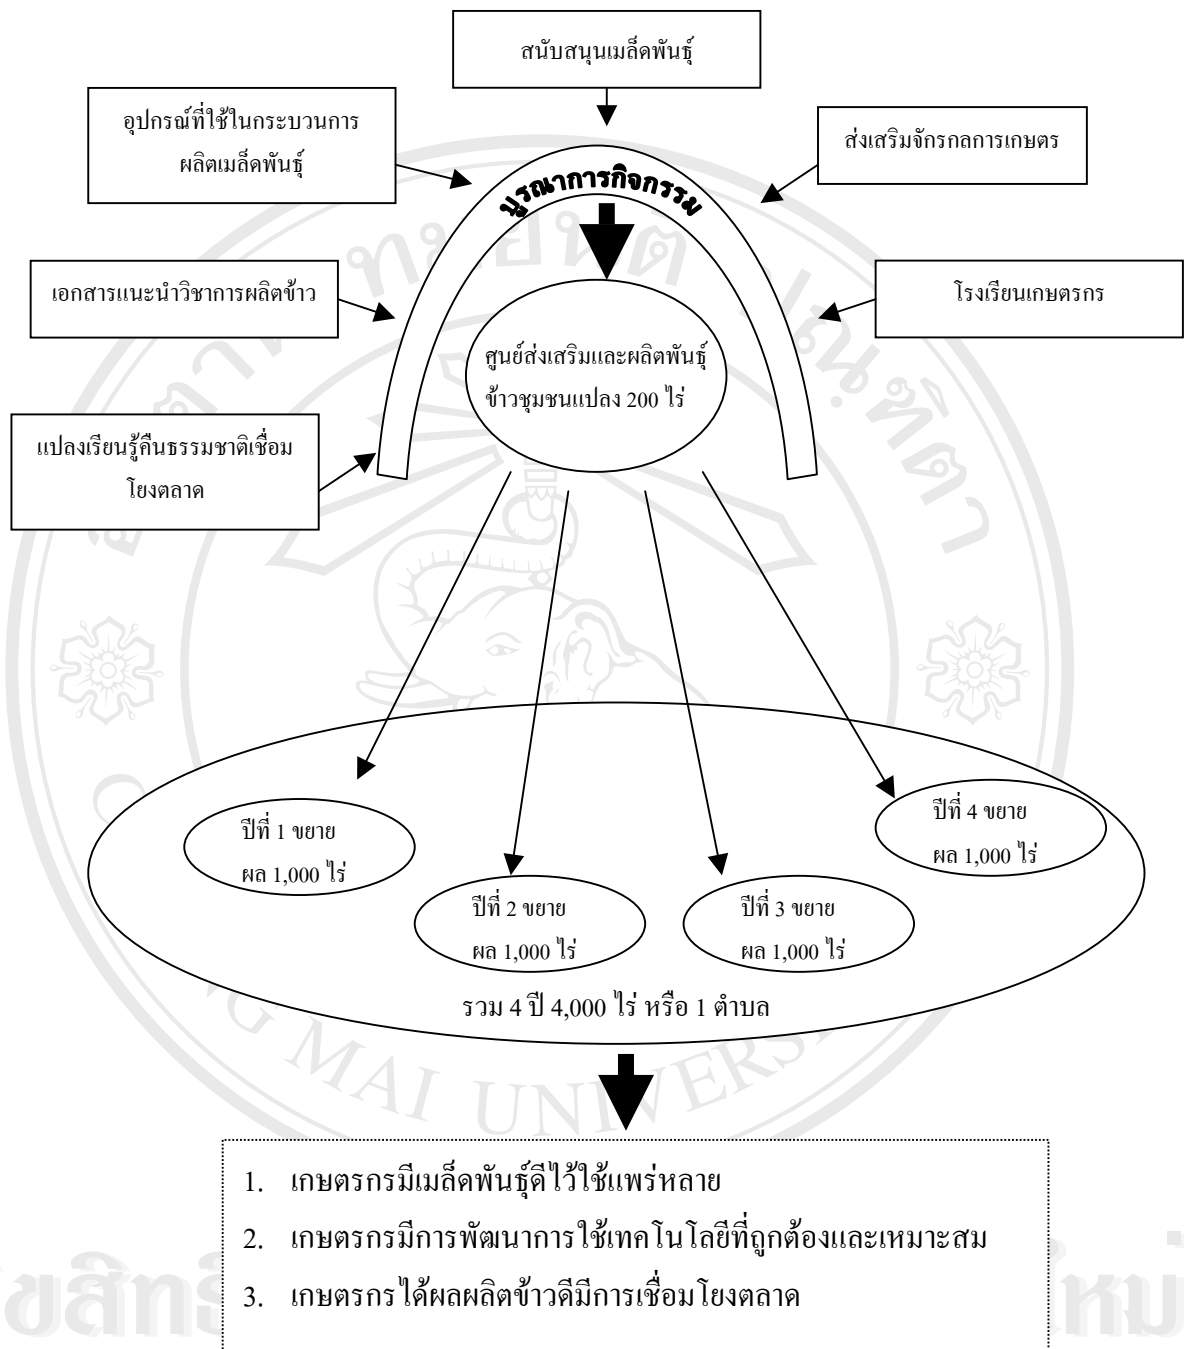 สนับสนุนเมล็ดพันธุ์
อุปกรณ์ที่ใช้ในกระบวนการ
ผลิตเมล็ดพันธุ์
ส่งเสริมจักรกลการเกษตร
บูรณาการกิจกรรม
เอกสารแนะนำวิชาการผลิตข้าว
โรงเรียนเกษตรกร
ศูนย์ส่งเสริมและผลิตพันธุ์
ข้าวชุมชนแปลง 200 ไร่
แปลงเรียนรู้คืนธรรมชาติเชื่อม
โยงตลาด
ปีที่ 1 ขยาย
ผล 1,000 ไร่
ปีที่ 2 ขยาย
ผล 1,000 ไร่
ปีที่ 3 ขยาย
ผล 1,000 ไร่
ปีที่ 4 ขยาย
ผล 1,000 ไร่
รวม 4 ปี 4,000 ไร่ หรือ 1 ตำบล
MAI UNIVERS
1. เกษตรกรมีเมล็ดพันธุ์ดีไว้ใช้แพร่หลาย
2. เกษตรกรมีการพัฒนาการใช้เทคโนโลยีที่ถูกต้องและเหมาะสม
3. เกษตรกรได้ผลผลิตข้าวดีมีการเชื่อมโยงตลาด